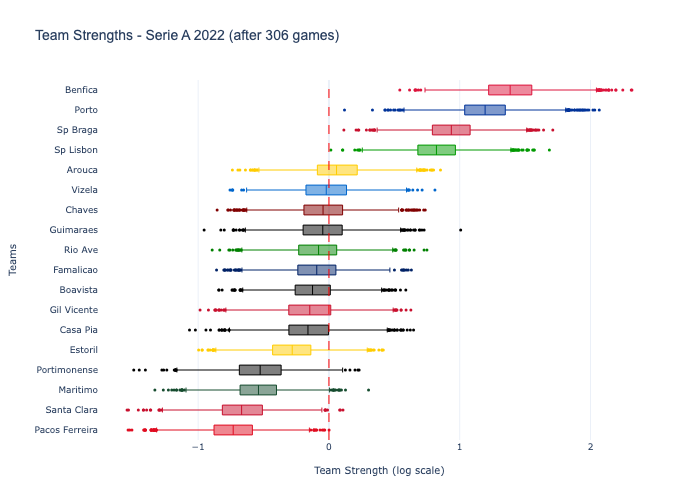 Team Strengths - Serie A 2022 (after 306 games)
Benfica
Porto
Sp Braga
Sp Lisbon
Arouca
Vizela
Chaves
Guimaraes
Rio Ave
Famalicao
Boavista
Gil Vicente
Casa Pia
Estoril
Portimonense
Maritimo
Santa Clara
Pacos Ferreira
Teams
−1 0 1 2
Team Strength (log scale)